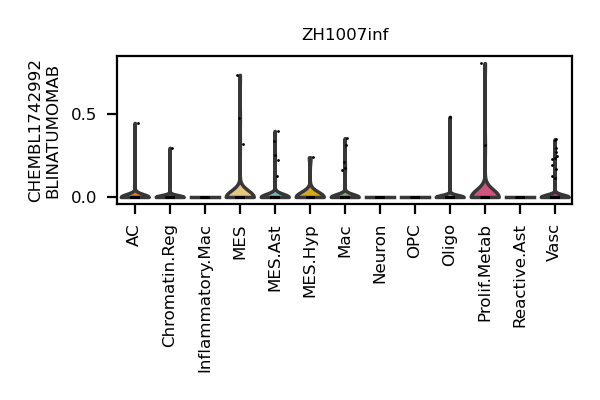 ZH1007inf
CHEMBL1742992
BLINATUMOMAB
0.5
0.0
AC
Chromatin.Reg
Inflammatory.Mac
MES
MES.Ast
MES.Hyp
Mac
Neuron
OPC
Oligo
Prolif.Metab
Reactive.Ast
Vasc